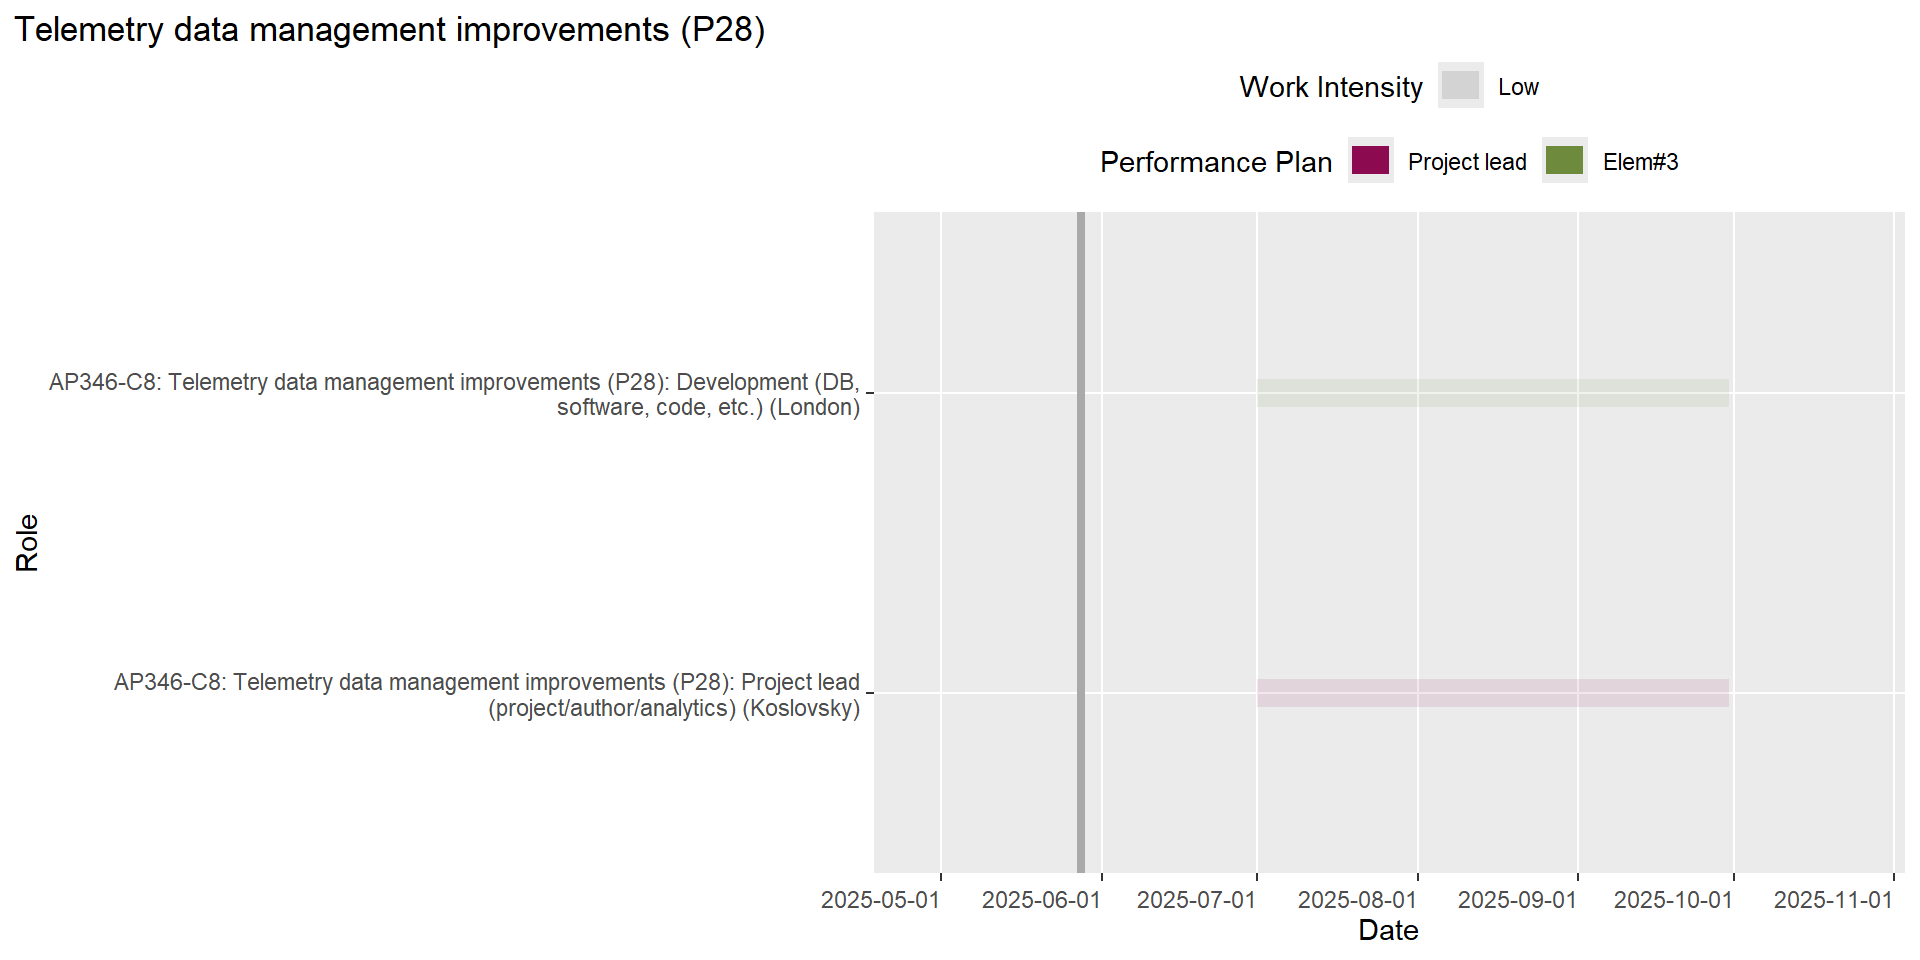 Telemetry data management improvements (P28)
Work Intensity Low
Performance Plan Project lead Elem#3
AP346-C8: Telemetry data management improvements (P28): Development (DB,
software, code, etc.) (London)
Role
AP346-C8: Telemetry data management improvements (P28): Project lead
(project/author/analytics) (Koslovsky)
2025-05-01 2025-06-01 2025-07-01 2025-08-01 2025-09-01 2025-10-01 2025-11-01
Date